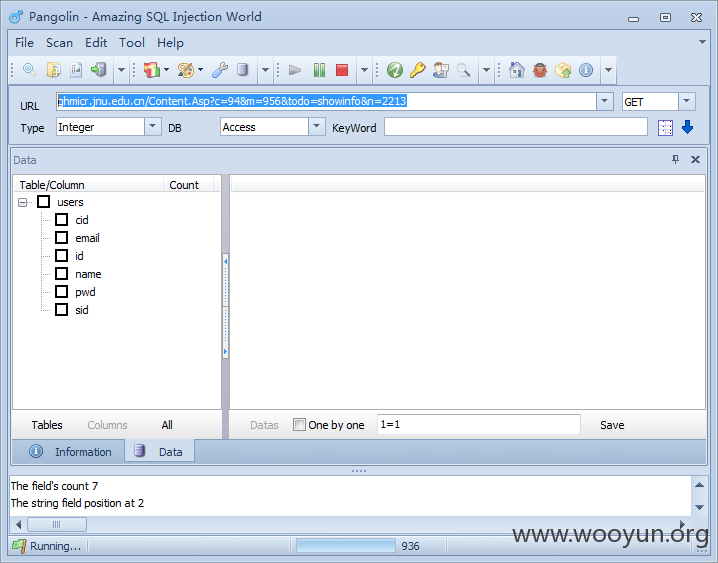 Pangolin - Amazing SQL Injection World
File Scan Edit Tool Help
URL ghmicr.jnu.edu.cn/Content.Asp?c=94&m=956&todo=showinfo&n=2213 GET
Type Integer DB Access KeyWord
Data
Table/Column Count
users
cid
email
id
name
pwd
sid
Tables Columns All Datas One by one 1=1 Save
Information Data
The field's count 7
The string field position at 2
www.wooyun.org
Running... 936